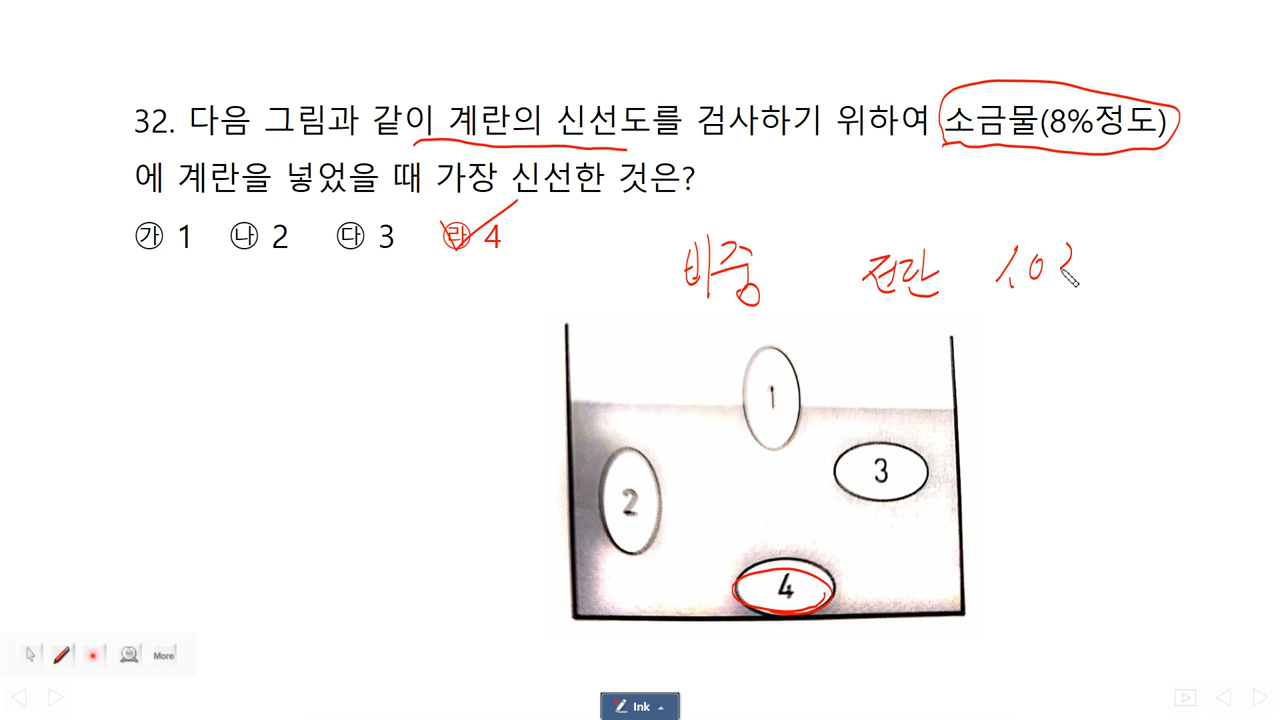 32. 다음 그림과 같이 계란의 신선도를 검사하기 위하여 소금물(8%정도)
에 계란을 넣었을 때 가장 신선한 것은?
㉮ 1 ㉯ 2 ㉰ 3 ㉱ 4
비중 전란
1
3
2
4
More
Ink